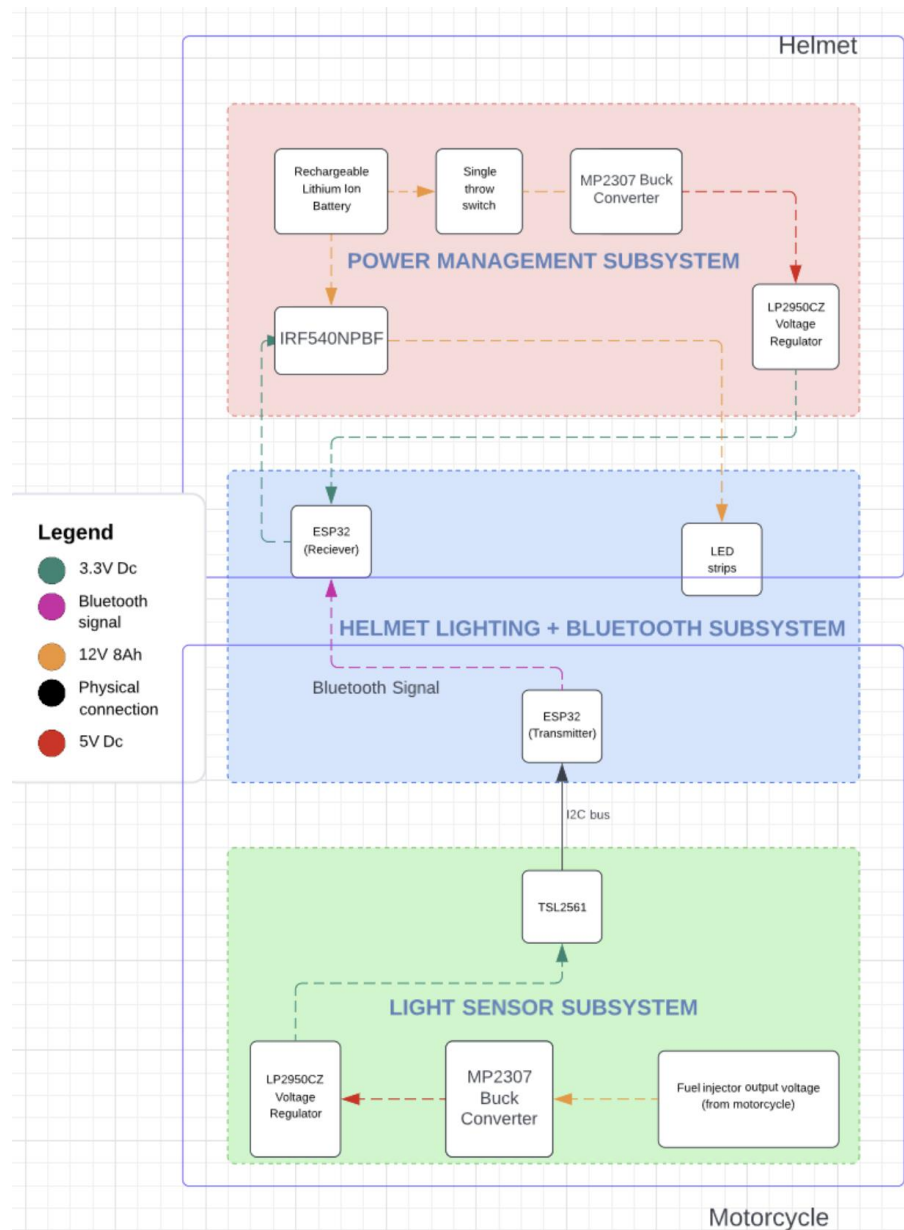 Helmet
Rechargeable
Lithium Ion
Battery
Single
throw
switch
MP2307 Buck
Converter
POWER MANAGEMENT SUBSYSTEM
LP2950CZ
Voltage
Regulator
IRF540NPBF
Legend
3.3V Dc
Bluetooth
signal
12V 8Ah
Physical
connection
5V Dc
ESP32
(Reciever)
LED
strips
HELMET LIGHTING + BLUETOOTH SUBSYSTEM
Bluetooth Signal
ESP32
(Transmitter)
I2C bus
TSL2561
LIGHT SENSOR SUBSYSTEM
LP2950CZ
Voltage
Regulator
MP2307
Buck
Converter
Fuel injector output voltage
(from motorcycle)
Motorcycle